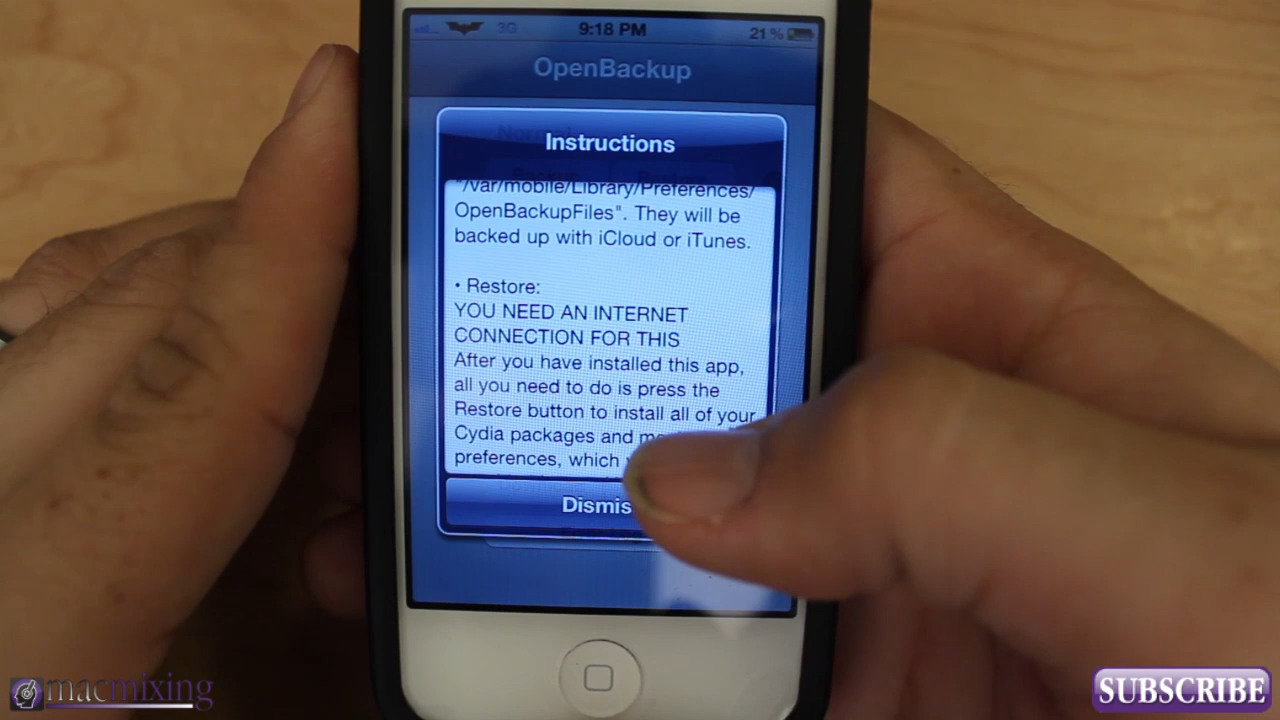 3G
9:18 PM
21%
OpenBackup
Instructions
"/var/mobile/Library/Preferences/
OpenBackupFiles". They will be
backed up with iCloud or iTunes.
• Restore:
YOU NEED AN INTERNET
CONNECTION FOR THIS
After you have installed this app,
all you need to do is press the
Restore button to install all of your
Cydia packages and
preferences, which
Dismis
macmixing
SUBSCRIBE